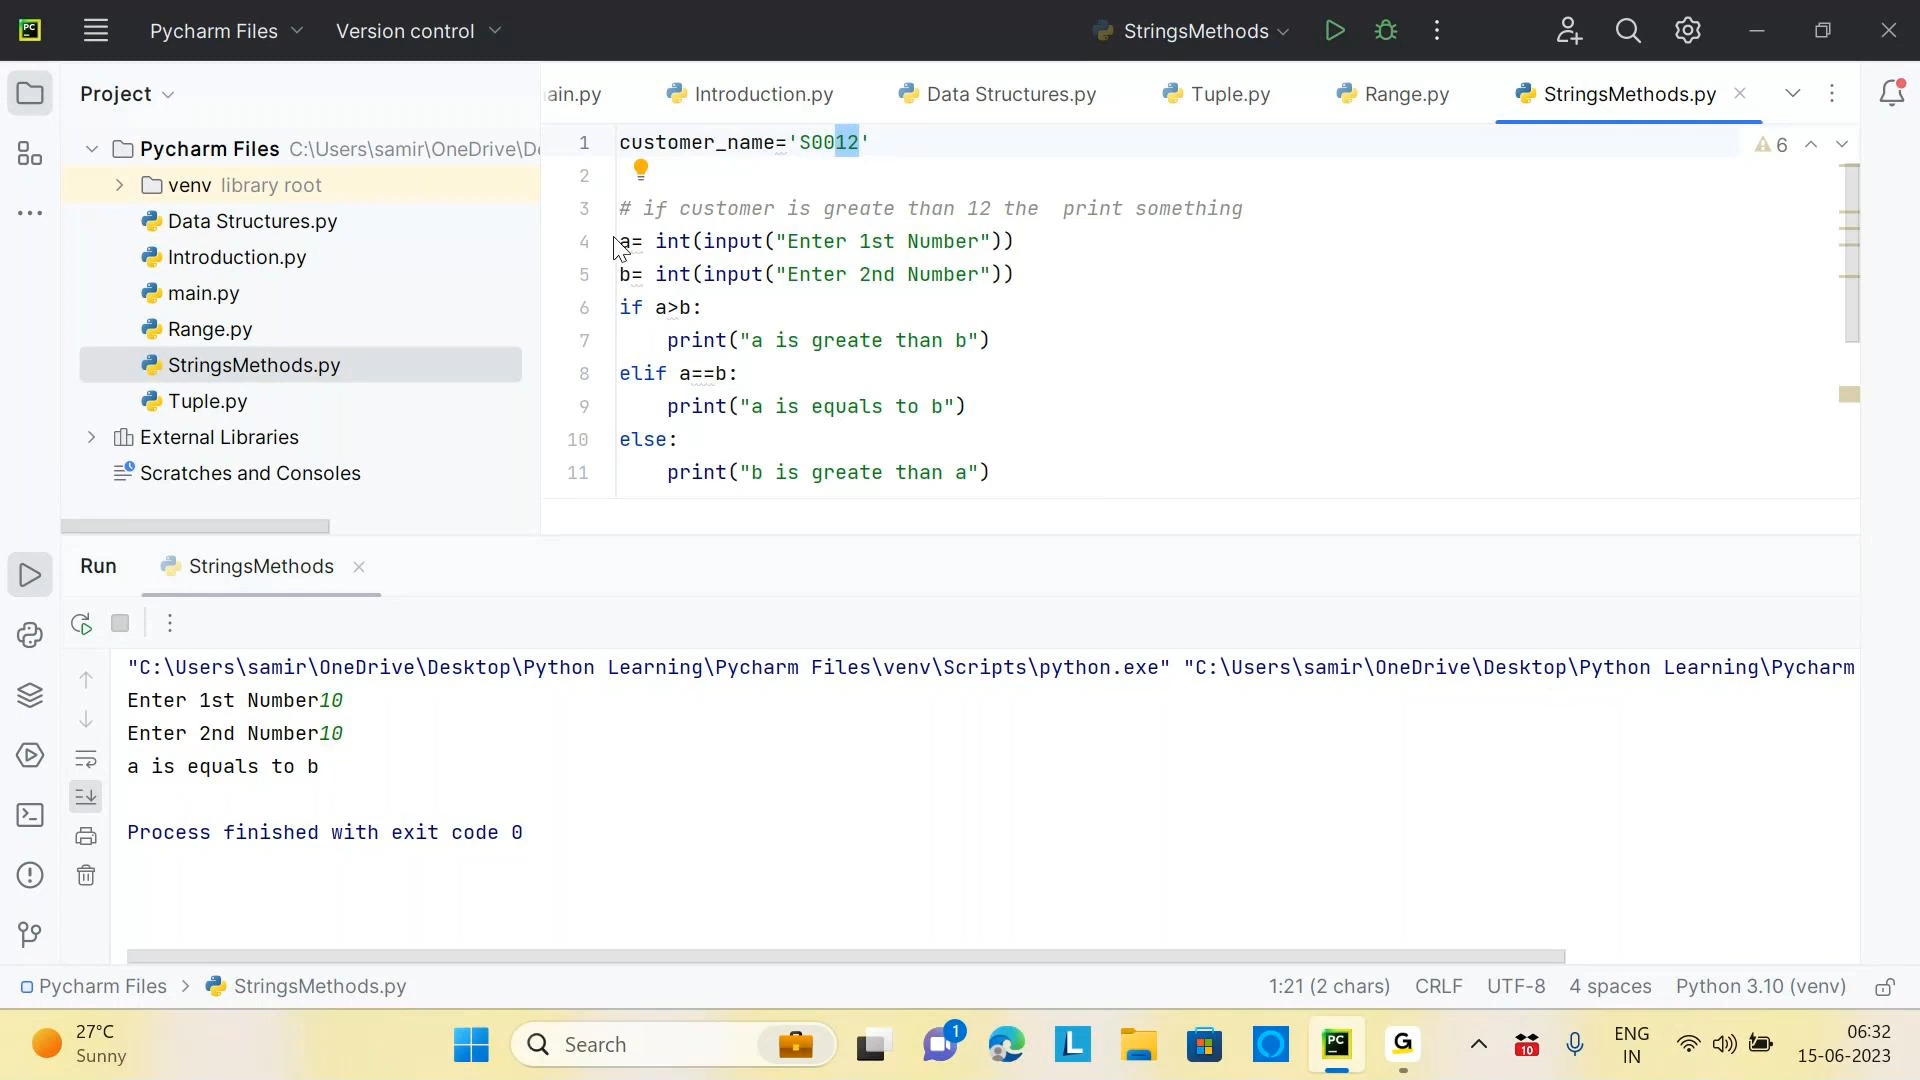 PC
Pycharm Files
Version control
StringsMethods
Project
ain.py
Introduction.py
Data Structures.py
Tuple.py
Range.py
StringsMethods.py
Pycharm Files C:\Users\samir\OneDrive\De
venv library root
Data Structures.py
Introduction.py
main.py
Range.py
StringsMethods.py
Tuple.py
External Libraries
Scratches and Consoles
1 customer_name='S0012'
6
2
3 # if customer is greate than 12 the  print something
4 a= int(input("Enter 1st Number"))
5 b= int(input("Enter 2nd Number"))
6 if a>b:
7     print("a is greate than b")
8 elif a==b:
9     print("a is equals to b")
10 else:
11     print("b is greate than a")
Run
StringsMethods
"C:\Users\samir\OneDrive\Desktop\Python Learning\Pycharm Files\venv\Scripts\python.exe" "C:\Users\samir\OneDrive\Desktop\Python Learning\Pycharm
Enter 1st Number10
Enter 2nd Number10
a is equals to b
Process finished with exit code 0
Pycharm Files > StringsMethods.py
1:21 (2 chars) CRLF UTF-8 4 spaces Python 3.10 (venv)
27°C
Sunny
Search
1
L
PC
G
10
ENG
IN
06:32
15-06-2023